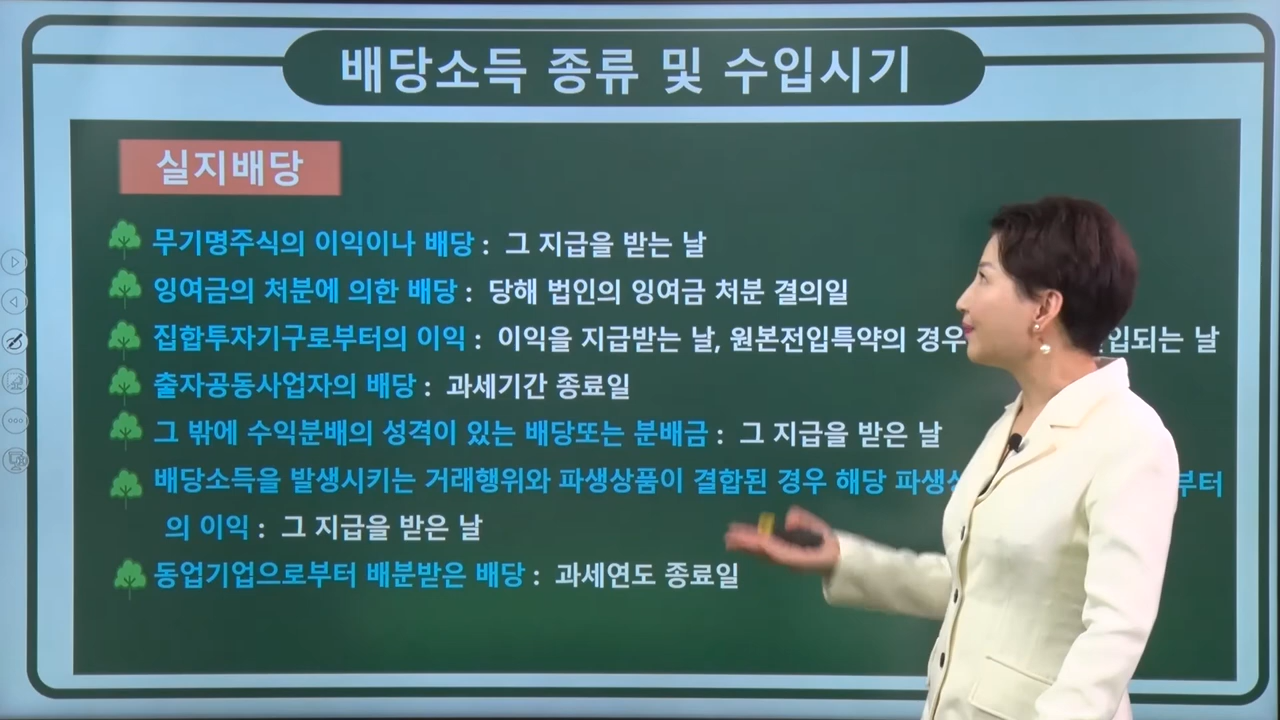 배당소득 종류 및 수입시기
실지배당
무기명주식의 이익이나 배당 : 그 지급을 받는 날
잉여금의 처분에 의한 배당 : 당해 법인의 잉여금 처분 결의일
집합투자기구로부터의 이익 : 이익을 지급받는 날, 원본전입특약의 경우 되는 날
출자공동사업자의 배당 : 과세기간 종료일
그 밖에 수익분배의 성격이 있는 배당또는 분배금 : 그 지급을 받은 날
배당소득을 발생시키는 거래행위와 파생상품이 결합된 경우 해당 부터
의 이익 : 그 지급을 받은 날
동업기업으로부터 배분받은 배당 : 과세연도 종료일